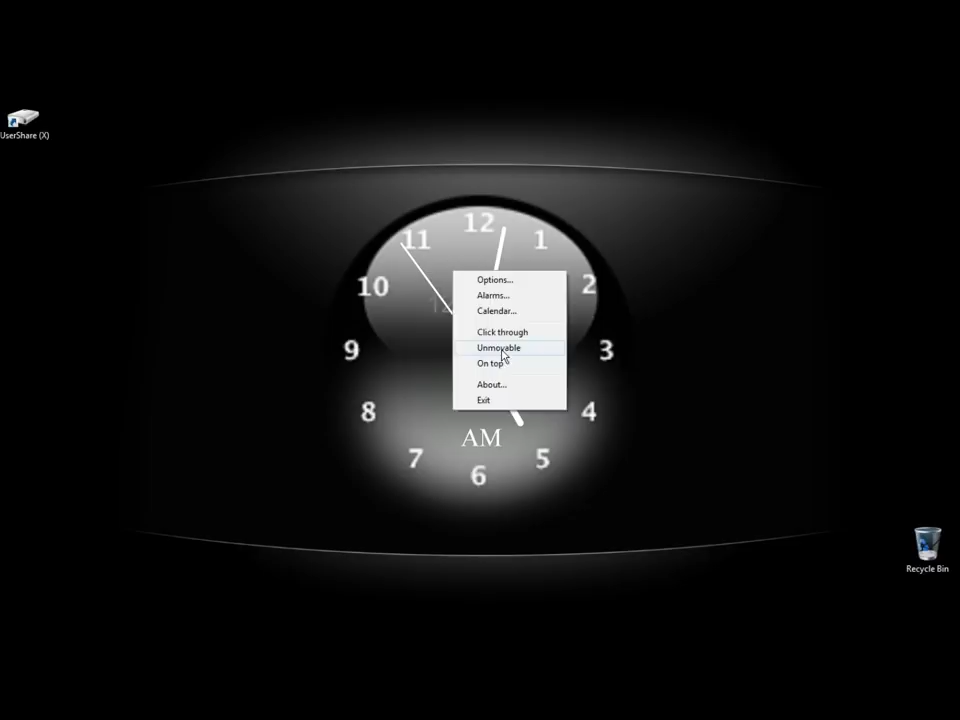 UserShare (X)
12
11
1
10
2
9
3
8
4
7
5
6
AM
Options...
Alarms...
Calendar...
Click through
Unmovable
On top
About...
Exit
Recycle Bin